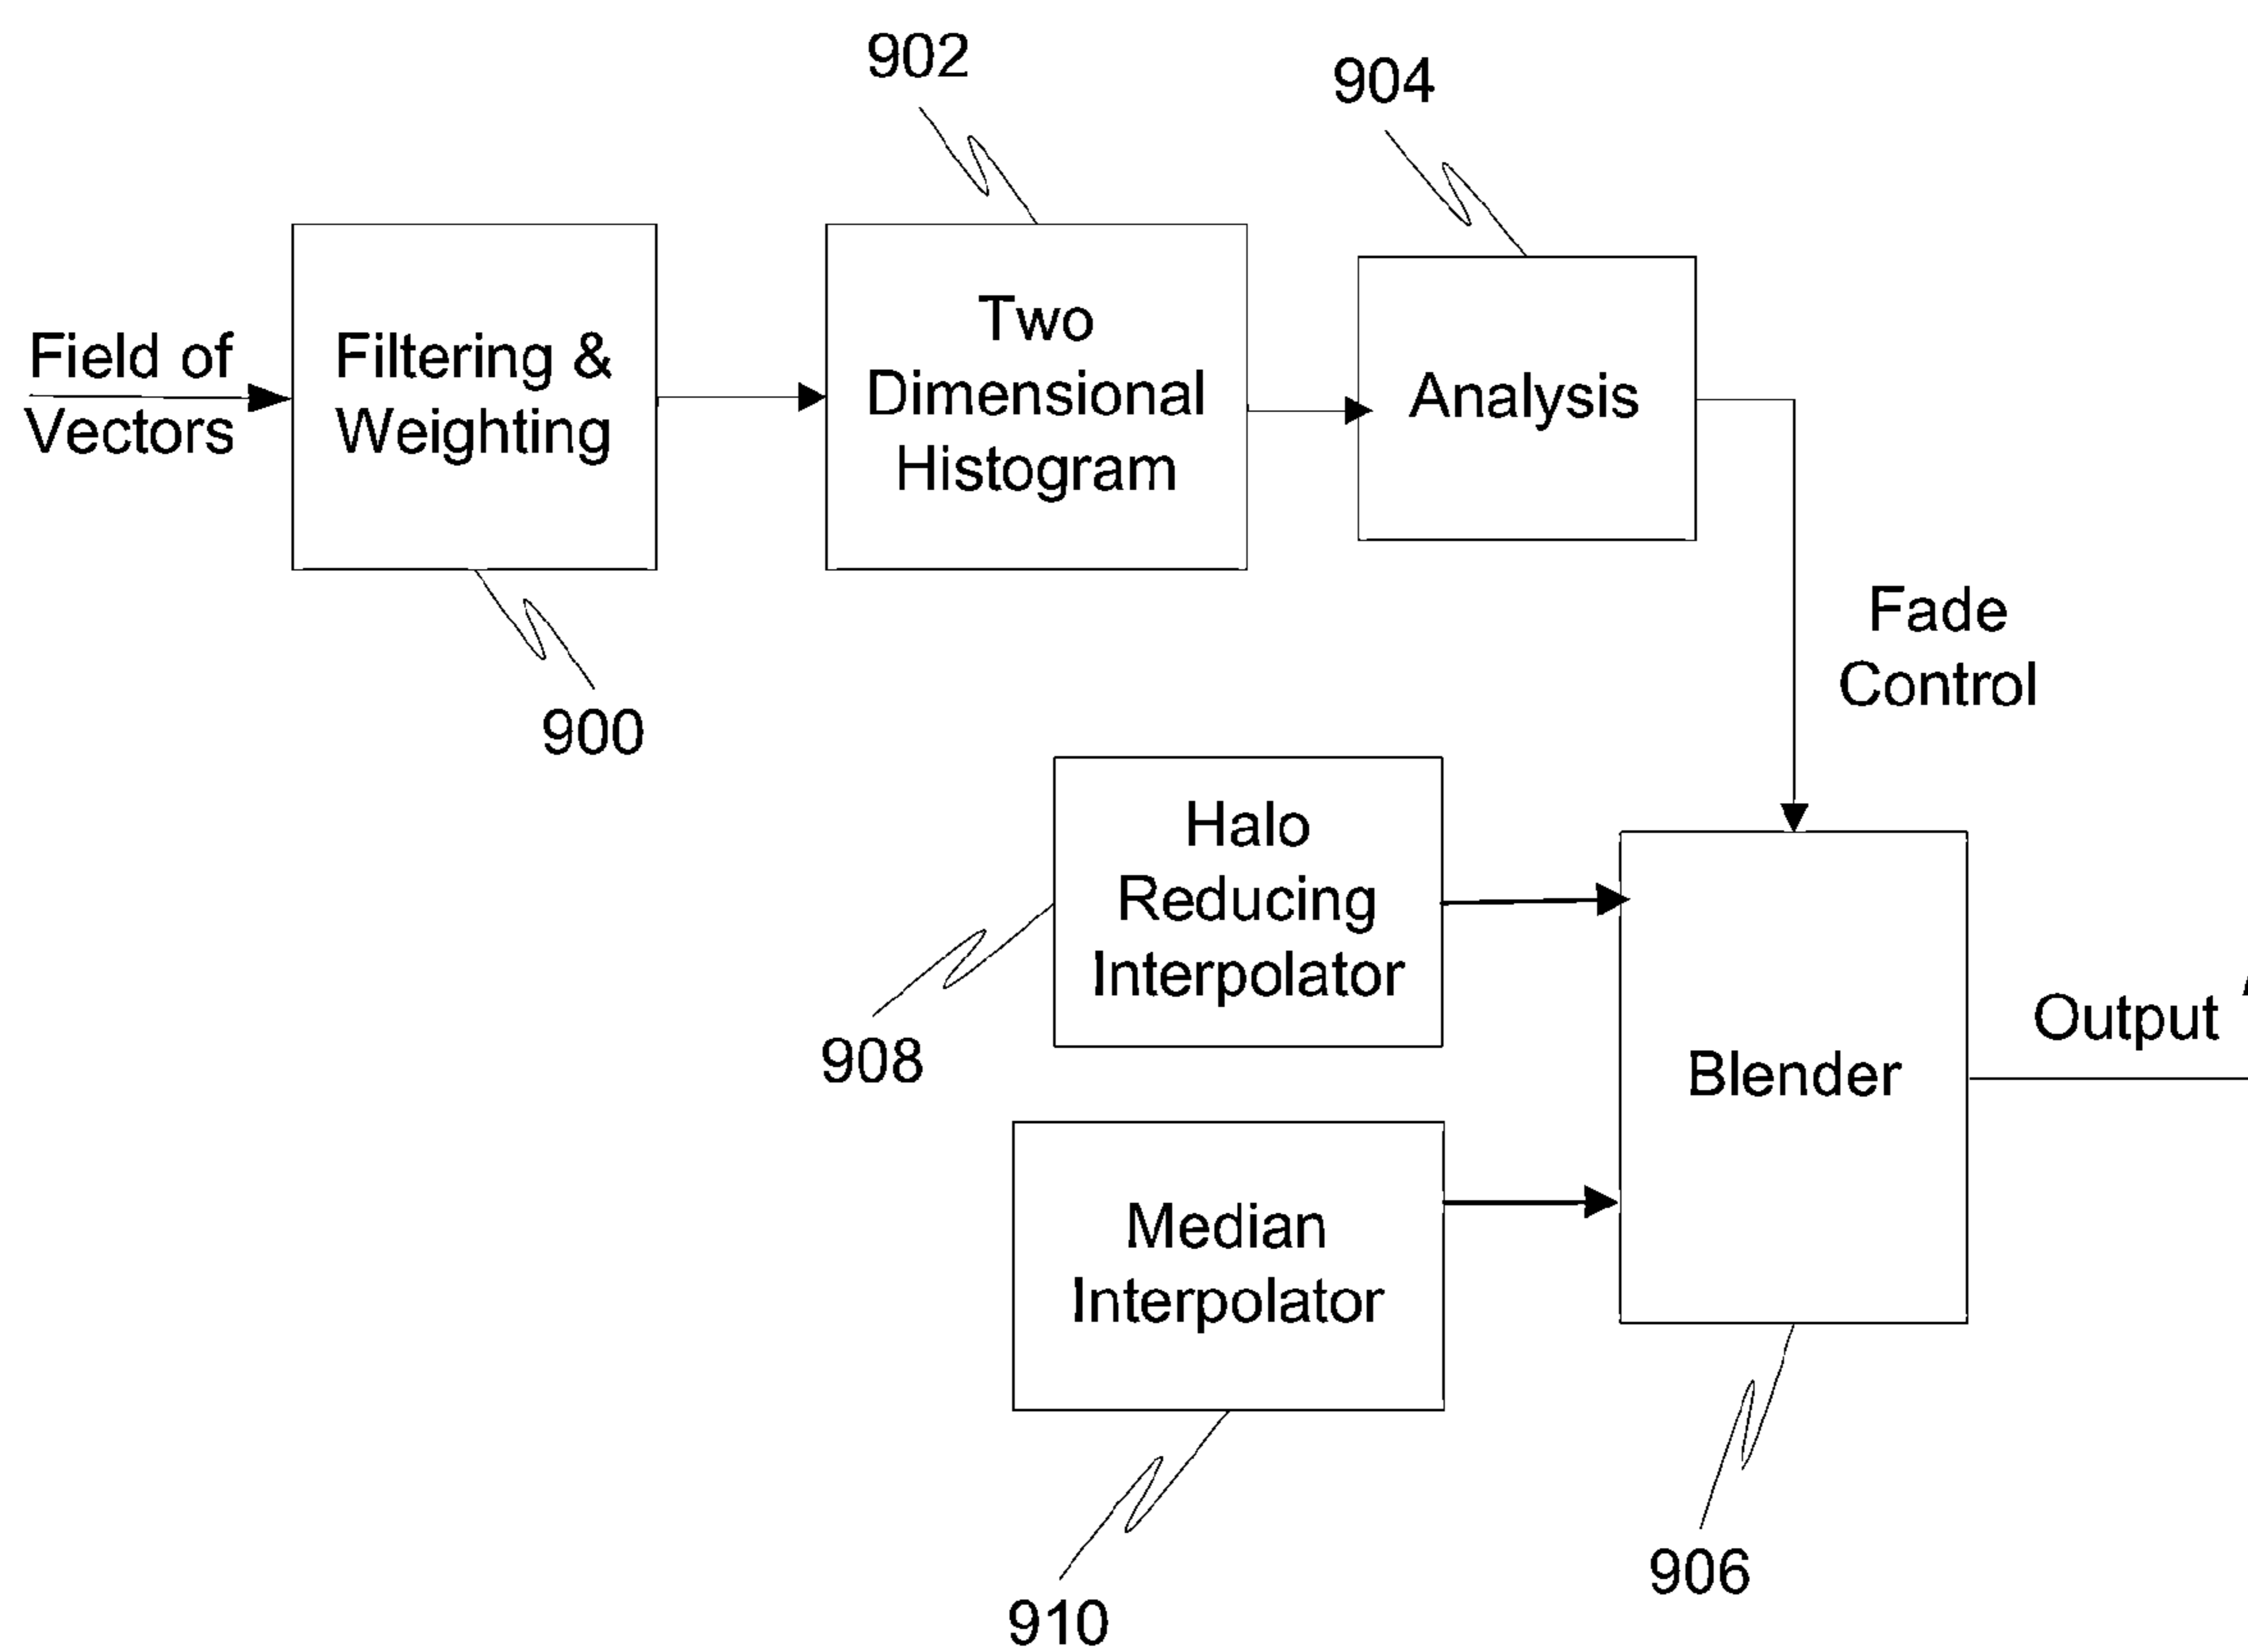 902
904
Field of
Vectors
Filtering &
Weighting
Two
Dimensional
Histogram
Analysis
900
Fade
Control
Halo
Reducing
Interpolator
908
Blender
Output
Median
Interpolator
906
910